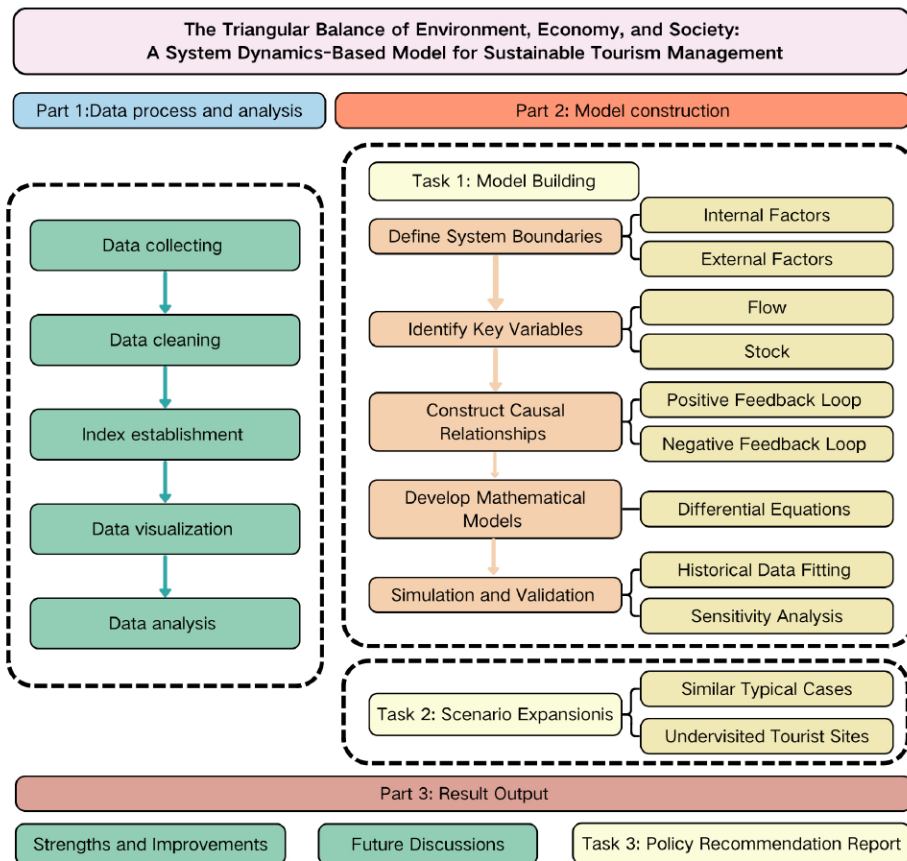 The Triangular Balance of Environment, Economy, and Society:
A System Dynamics-Based Model for Sustainable Tourism Management
Part 1:Data process and analysis
Part 2: Model construction
Data collecting
Data cleaning
Index establishment
Data visualization
Data analysis
Task 1: Model Building
Define System Boundaries
Internal Factors
External Factors
Identify Key Variables
Flow
Stock
Construct Causal
Relationships
Positive Feedback Loop
Negative Feedback Loop
Develop Mathematical
Models
Differential Equations
Simulation and Validation
Historical Data Fitting
Sensitivity Analysis
Task 2: Scenario Expansionis
Similar Typical Cases
Undervisited Tourist Sites
Part 3: Result Output
Strengths and Improvements
Future Discussions
Task 3: Policy Recommendation Report